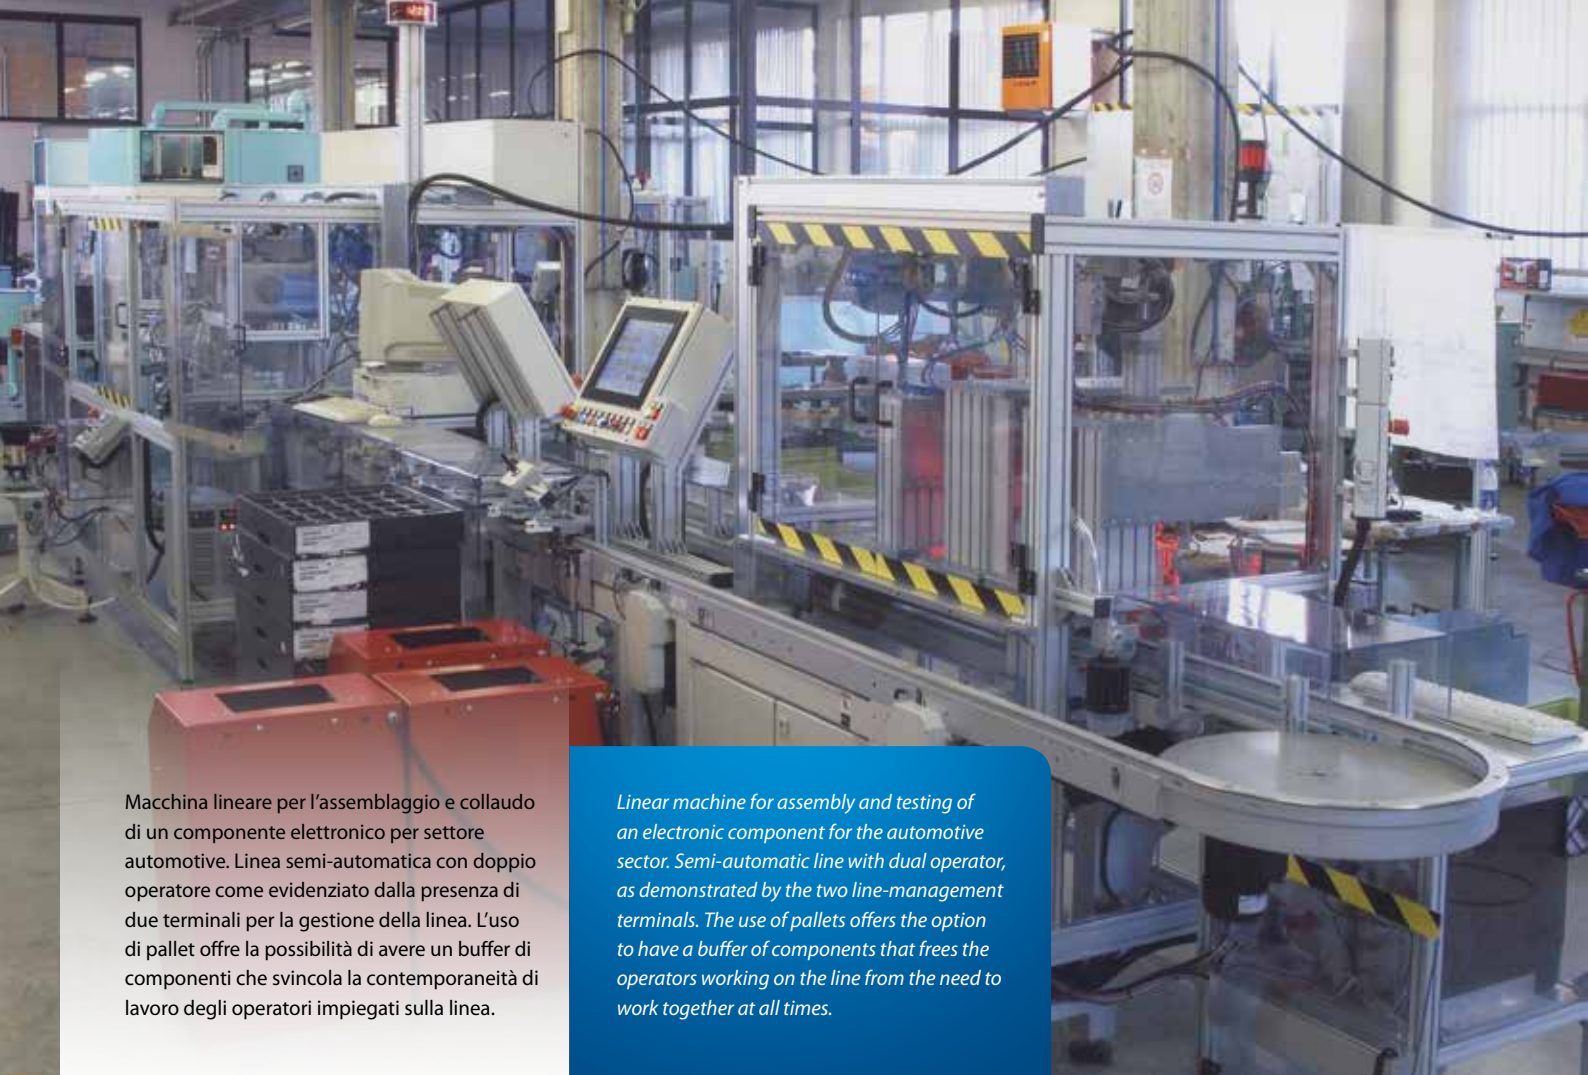 Macchina lineare per l’assemblaggio e collaudo
di un componente elettronico per settore
automotive. Linea semi-automatica con doppio
operatore come evidenziato dalla presenza di
due terminali per la gestione della linea. L’uso
di pallet offre la possibilità di avere un buffer di
componenti che svincola la contemporaneità di
lavoro degli operatori impiegati sulla linea.
Linear machine for assembly and testing of
an electronic component for the automotive
sector. Semi-automatic line with dual operator,
as demonstrated by the two line-management
terminals. The use of pallets offers the option
to have a buffer of components that frees the
operators working on the line from the need to
work together at all times.